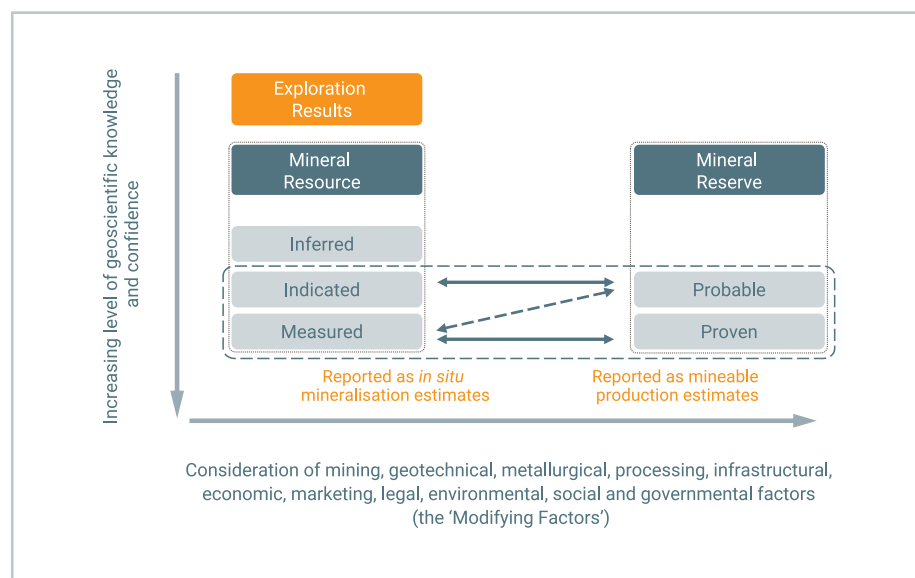 Increasing level of geoscientific knowledge
and confidence
Exploration
Results
Mineral
Resource
Mineral
Reserve
Inferred
Indicated
Probable
Measured
Proven
Reported as in situ
mineralisation estimates
Reported as mineable
production estimates
Consideration of mining, geotechnical, metallurgical, processing, infrastructural,
economic, marketing, legal, environmental, social and governmental factors
(the ‘Modifying Factors’)